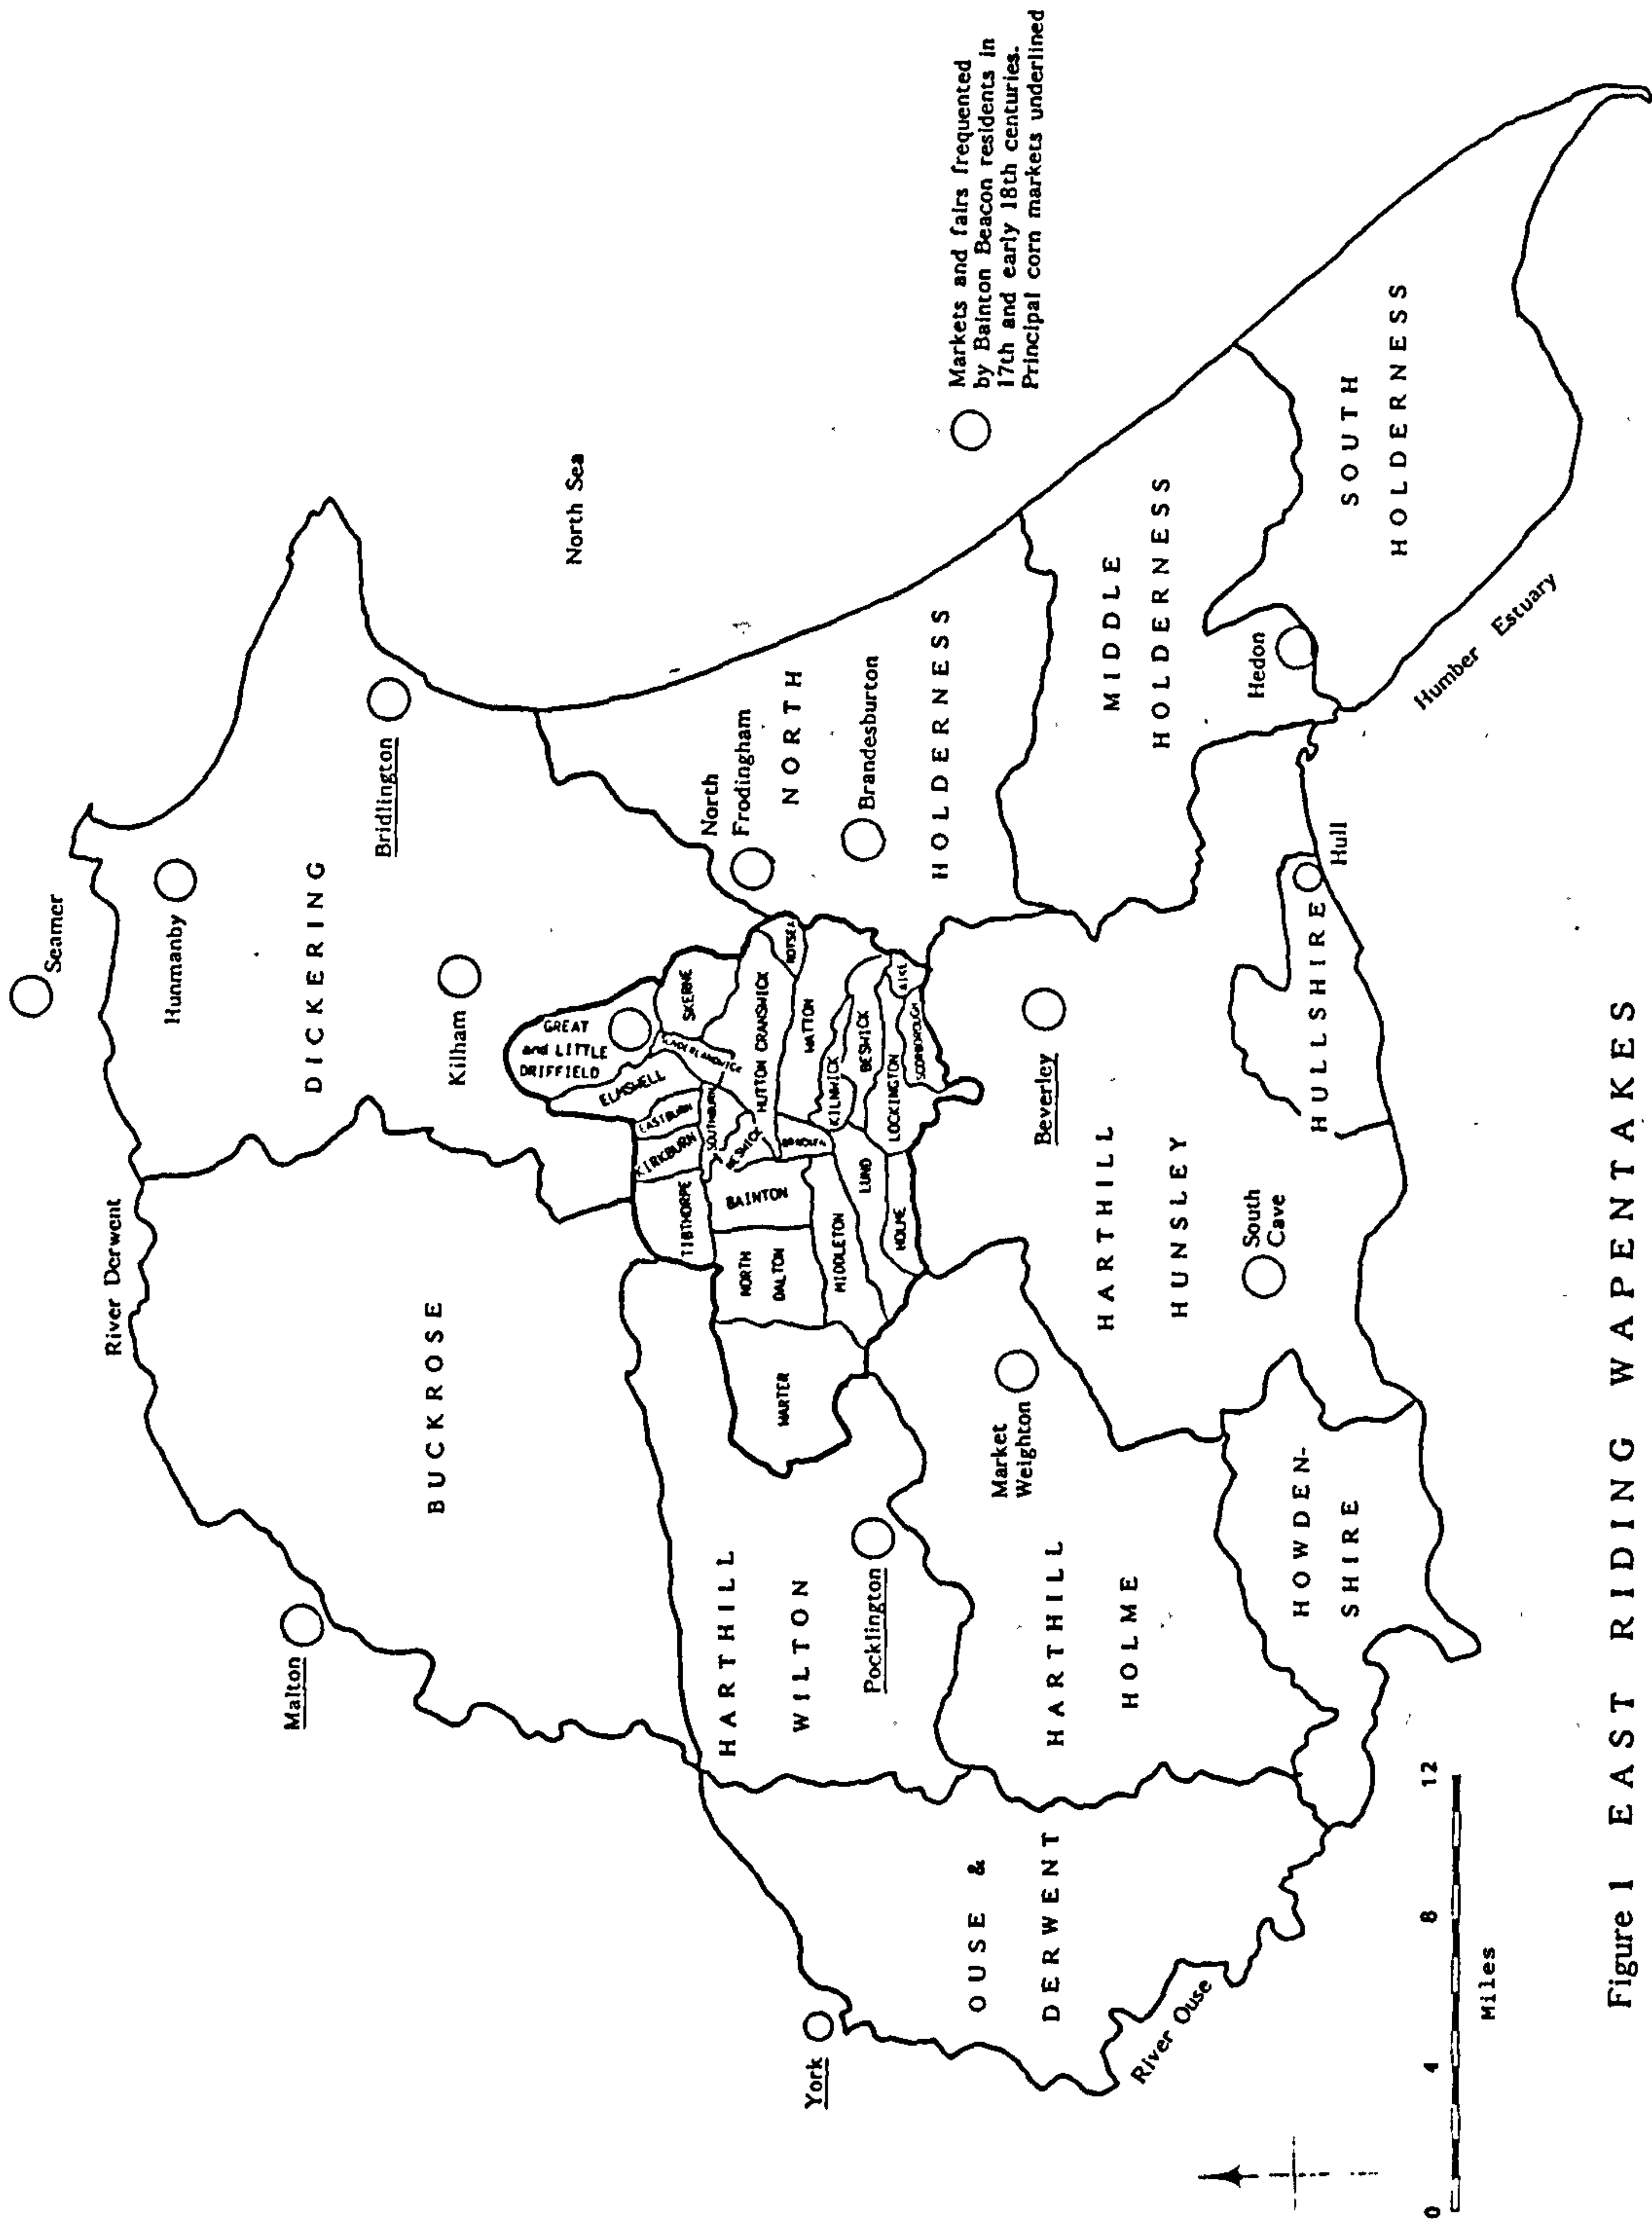 Seamer
Hunmanby
DICKERING
Kilham
Bridlington
North Sea
River Derwent
BUCKROSE
Malton
York
GREAT
and LITTLE
DRIFFIELD
ELMSWELL
SKERNE
SUNDERLANDWICK
EASTBURN
KIRKBURN
SOUTHBURN
TIBTHORPE
HUTTON CRANSWICK
ROTSEA
BESWICK
BAINTON
WATTON
KILNWICK
BESWICK
NORTH
DALTON
MIDDLETON
LUND
LOCKINGTON
AIKE
SCORBOROUGH
HOLME
WARTER
North
Frodingham
NORTH
HOLDERNESS
Brandesburton
Markets and fairs frequented
by Bainton Beacon residents in
17th and early 18th centuries.
Principal corn markets underlined
HARTHILL
WILTON
Pocklington
OUSE &
DERWENT
River Ouse
HARTHILL
HOLME
Market
Weighton
Beverley
HARTHILL
HUNSLEY
South
Cave
MIDDLE
HOLDERNESS
Hedon
SOUTH
HOLDERNESS
Humber Estuary
Hull
HULLSHIRE
HOWDEN-
SHIRE
0 4 8 12
Miles
Figure 1 EAST RIDING WAPENTAKES